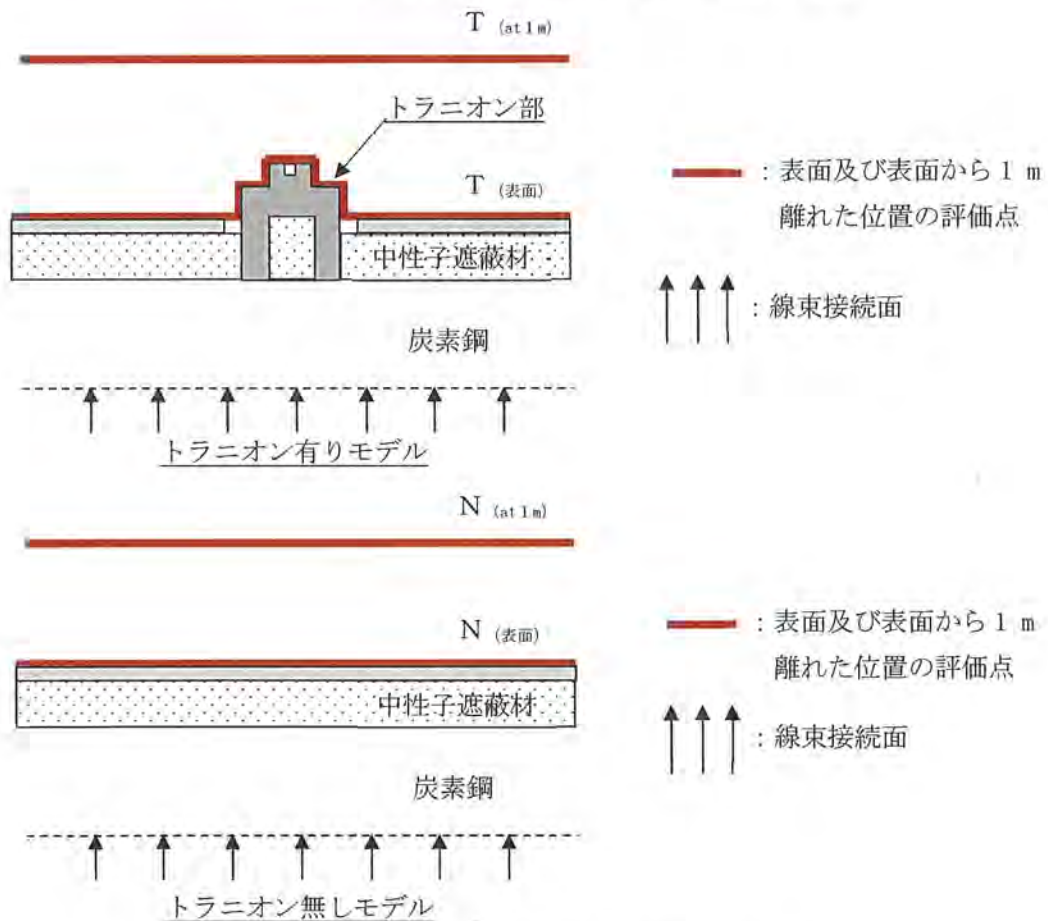 T (at 1 m)
トラニオン部
T (表面)
中性子遮蔽材
炭素鋼
トラニオン有りモデル
: 表面及び表面から 1 m
離れた位置の評価点
: 線束接続面
N (at 1 m)
N (表面)
中性子遮蔽材
炭素鋼
トラニオン無しモデル
: 表面及び表面から 1 m
離れた位置の評価点
: 線束接続面